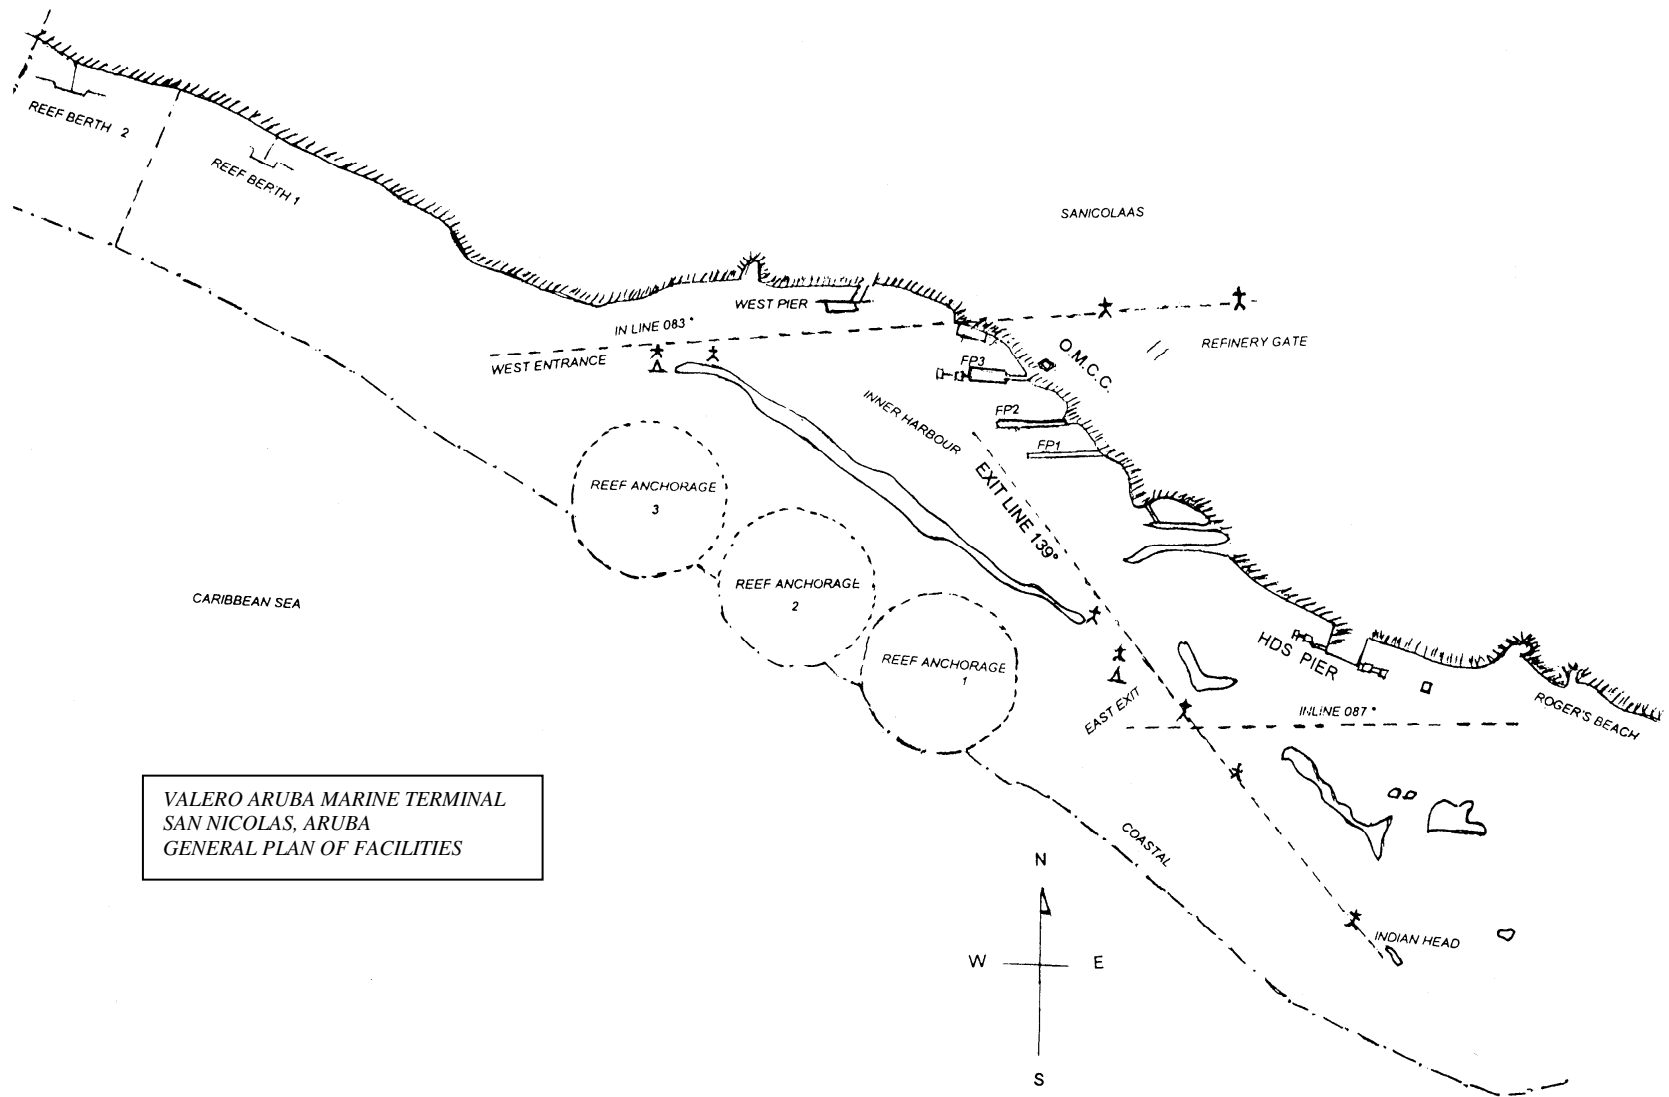 REEF BERTH 2
REEF BERTH 1
SANICOLAAS
WEST PIER
IN LINE 083°
WEST ENTRANCE
REFINERY GATE
O.M.C.C.
FP3
FP2
FP1
INNER HARBOUR
EXIT LINE 139°
REEF ANCHORAGE
3
REEF ANCHORAGE
2
REEF ANCHORAGE
1
CARIBBEAN SEA
HDS PIER
EAST EXIT
INLINE 087°
ROGER'S BEACH
VALERO ARUBA MARINE TERMINAL
SAN NICOLAS, ARUBA
GENERAL PLAN OF FACILITIES
COASTAL
INDIAN HEAD
N
W E
S